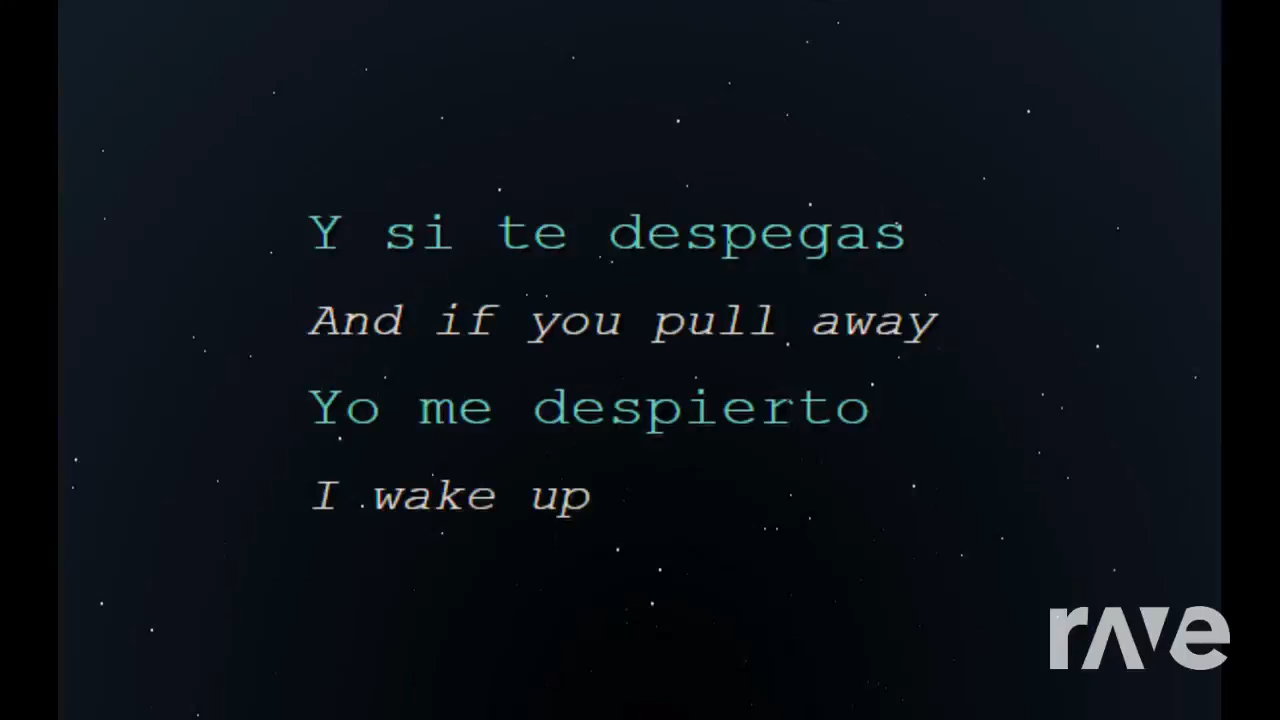 Y si te despegas
And if you pull away
Yo me despierto
I wake up
rave